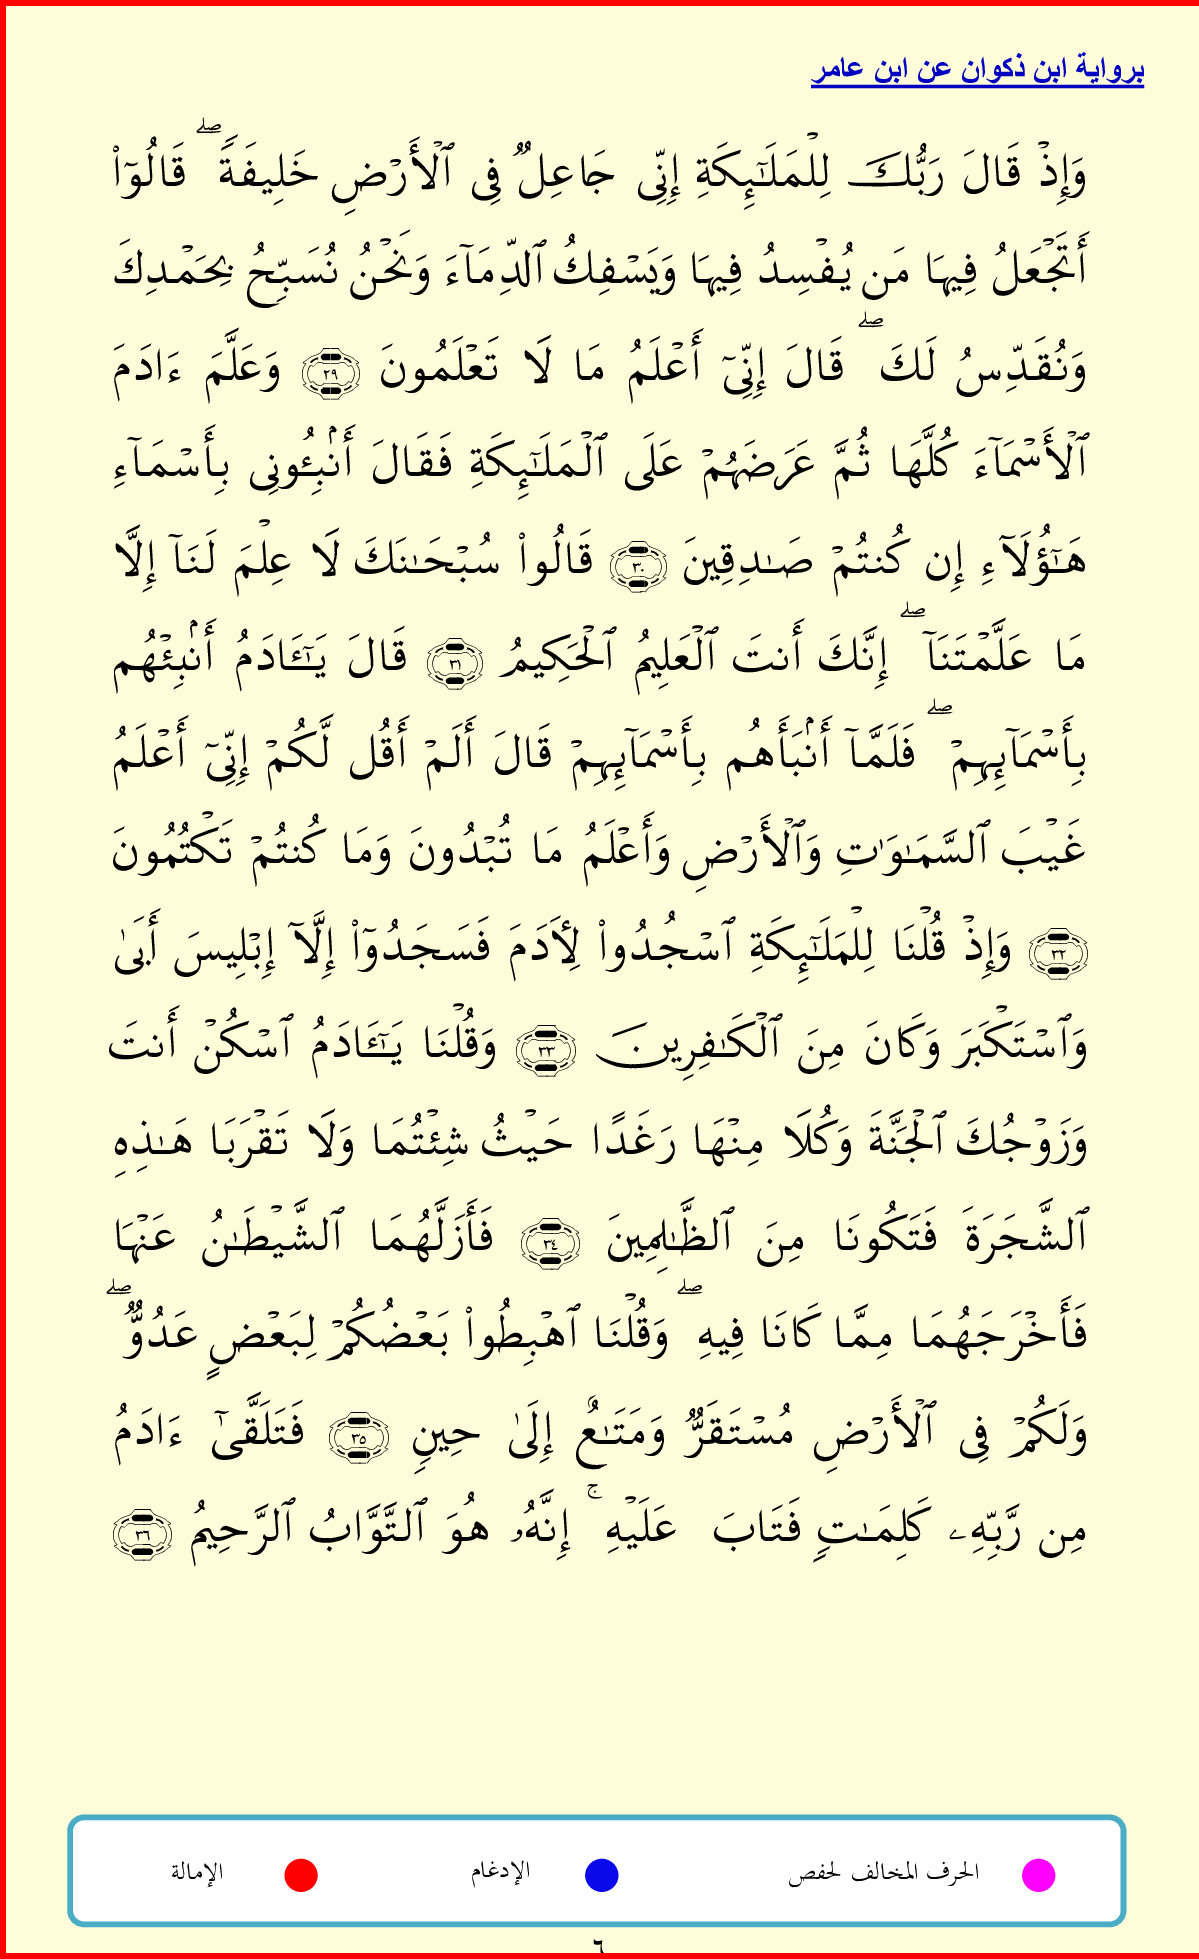 برواية ابن ذكوان عن ابن عامر
وَإِذۡ قَالَ رَبُّكَ لِلۡمَلَٰٓئِكَةِ إِنِّي جَاعِلٞ فِي ٱلۡأَرۡضِ خَلِيفَةٗۖ قَالُوٓاْ
أَتَجۡعَلُ فِيهَا مَن يُفۡسِدُ فِيهَا وَيَسۡفِكُ ٱلدِّمَآءَ وَنَحۡنُ نُسَبِّحُ بِحَمۡدِكَ
وَنُقَدِّسُ لَكَۖ قَالَ إِنِّيٓ أَعۡلَمُ مَا لَا تَعۡلَمُونَ ٢٩ وَعَلَّمَ ءَادَمَ
ٱلۡأَسۡمَآءَ كُلَّهَا ثُمَّ عَرَضَهُمۡ عَلَى ٱلۡمَلَٰٓئِكَةِ فَقَالَ أَنۢبِـُٔونِي بِأَسۡمَآءِ
هَٰٓؤُلَآءِ إِن كُنتُمۡ صَٰدِقِينَ ٣٠ قَالُواْ سُبۡحَٰنَكَ لَا عِلۡمَ لَنَآ إِلَّا
مَا عَلَّمۡتَنَآۖ إِنَّكَ أَنتَ ٱلۡعَلِيمُ ٱلۡحَكِيمُ ٣١ قَالَ يَٰٓـَٔادَمُ أَنۢبِئۡهُم
بِأَسۡمَآئِهِمۡۖ فَلَمَّآ أَنۢبَأَهُم بِأَسۡمَآئِهِمۡ قَالَ أَلَمۡ أَقُل لَّكُمۡ إِنِّيٓ أَعۡلَمُ
غَيۡبَ ٱلسَّمَٰوَٰتِ وَٱلۡأَرۡضِ وَأَعۡلَمُ مَا تُبۡدُونَ وَمَا كُنتُمۡ تَكۡتُمُونَ
٣٢ وَإِذۡ قُلۡنَا لِلۡمَلَٰٓئِكَةِ ٱسۡجُدُواْ لِأٓدَمَ فَسَجَدُوٓاْ إِلَّآ إِبۡلِيسَ أَبَىٰ
وَٱسۡتَكۡبَرَ وَكَانَ مِنَ ٱلۡكَٰفِرِينَ ٣٣ وَقُلۡنَا يَٰٓـَٔادَمُ ٱسۡكُنۡ أَنتَ
وَزَوۡجُكَ ٱلۡجَنَّةَ وَكُلَا مِنۡهَا رَغَدًا حَيۡثُ شِئۡتُمَا وَلَا تَقۡرَبَا هَٰذِهِ
ٱلشَّجَرَةَ فَتَكُونَا مِنَ ٱلظَّٰلِمِينَ ٣٤ فَأَزَلَّهُمَا ٱلشَّيۡطَٰنُ عَنۡهَا
فَأَخۡرَجَهُمَا مِمَّا كَانَا فِيهِۖ وَقُلۡنَا ٱهۡبِطُواْ بَعۡضُكُمۡ لِبَعۡضٍ عَدُوّٞۖ
وَلَكُمۡ فِي ٱلۡأَرۡضِ مُسۡتَقَرّٞ وَمَتَٰعٌ إِلَىٰ حِينٖ ٣٥ فَتَلَقَّىٰٓ ءَادَمُ
مِن رَّبِّهِۦ كَلِمَٰتٖ فَتَابَ عَلَيۡهِۚ إِنَّهُۥ هُوَ ٱلتَّوَّابُ ٱلرَّحِيمُ ٣٦
الحرف المخالف لحفص الإدغام الإمالة
٦